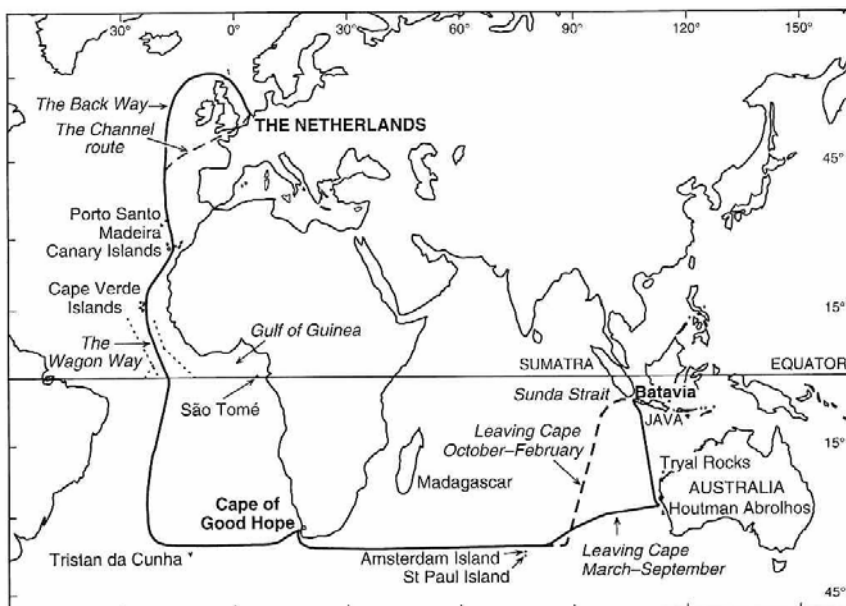 30°
0°
30°
60°
90°
120°
150°
The Back Way
The Channel
route
THE NETHERLANDS
45°
Porto Santo
Madeira
Canary Islands
Cape Verde
Islands
15°
The
Wagon Way
Gulf of Guinea
SUMATRA
EQUATOR
São Tomé
Sunda Strait
Batavia
JAVA
Leaving Cape
October–February
15°
Madagascar
Tryal Rocks
AUSTRALIA
Houtman Abrolhos
Cape of
Good Hope
Tristan da Cunha
Amsterdam Island
St Paul Island
Leaving Cape
March–September
45°